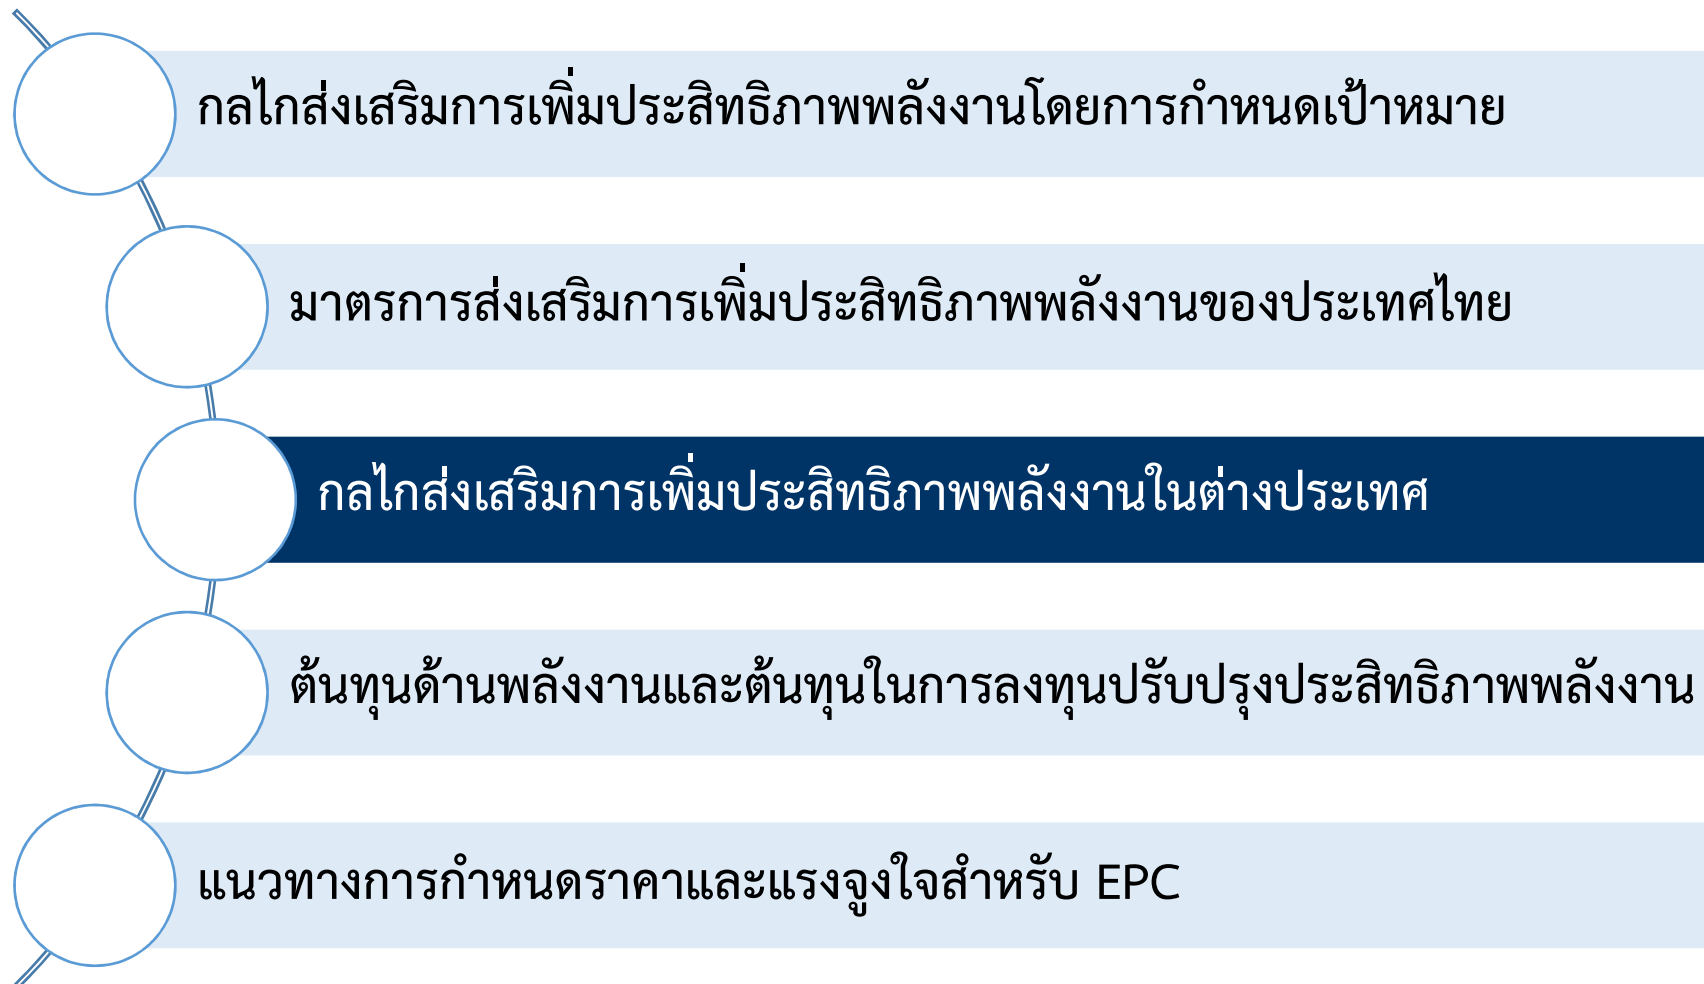 กลไกส่งเสริมการเพิ่มประสิทธิภาพพลังงานโดยการกำหนดเป้าหมาย
มาตรการส่งเสริมการเพิ่มประสิทธิภาพพลังงานของประเทศไทย
กลไกส่งเสริมการเพิ่มประสิทธิภาพพลังงานในต่างประเทศ
ต้นทุนด้านพลังงานและต้นทุนในการลงทุนปรับปรุงประสิทธิภาพพลังงาน
แนวทางการกำหนดราคาและแรงจูงใจสำหรับ EPC